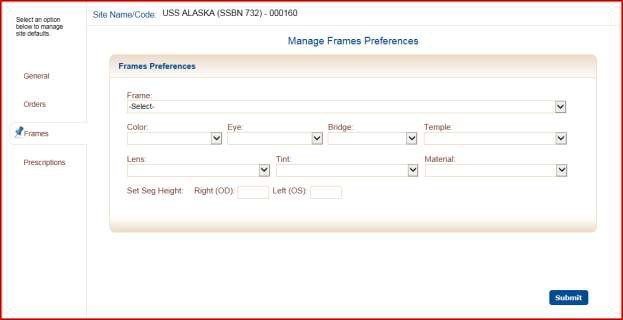 Select an option
below to manage
site defaults.
Site Name/Code: USS ALASKA (SSBN 732) - 000160
Manage Frames Preferences
General
Orders
Frames
Prescriptions
Frames Preferences
Frame:
-Select-
Color: Eye: Bridge: Temple:
Lens: Tint: Material:
Set Seg Height: Right (OD): Left (OS):
Submit